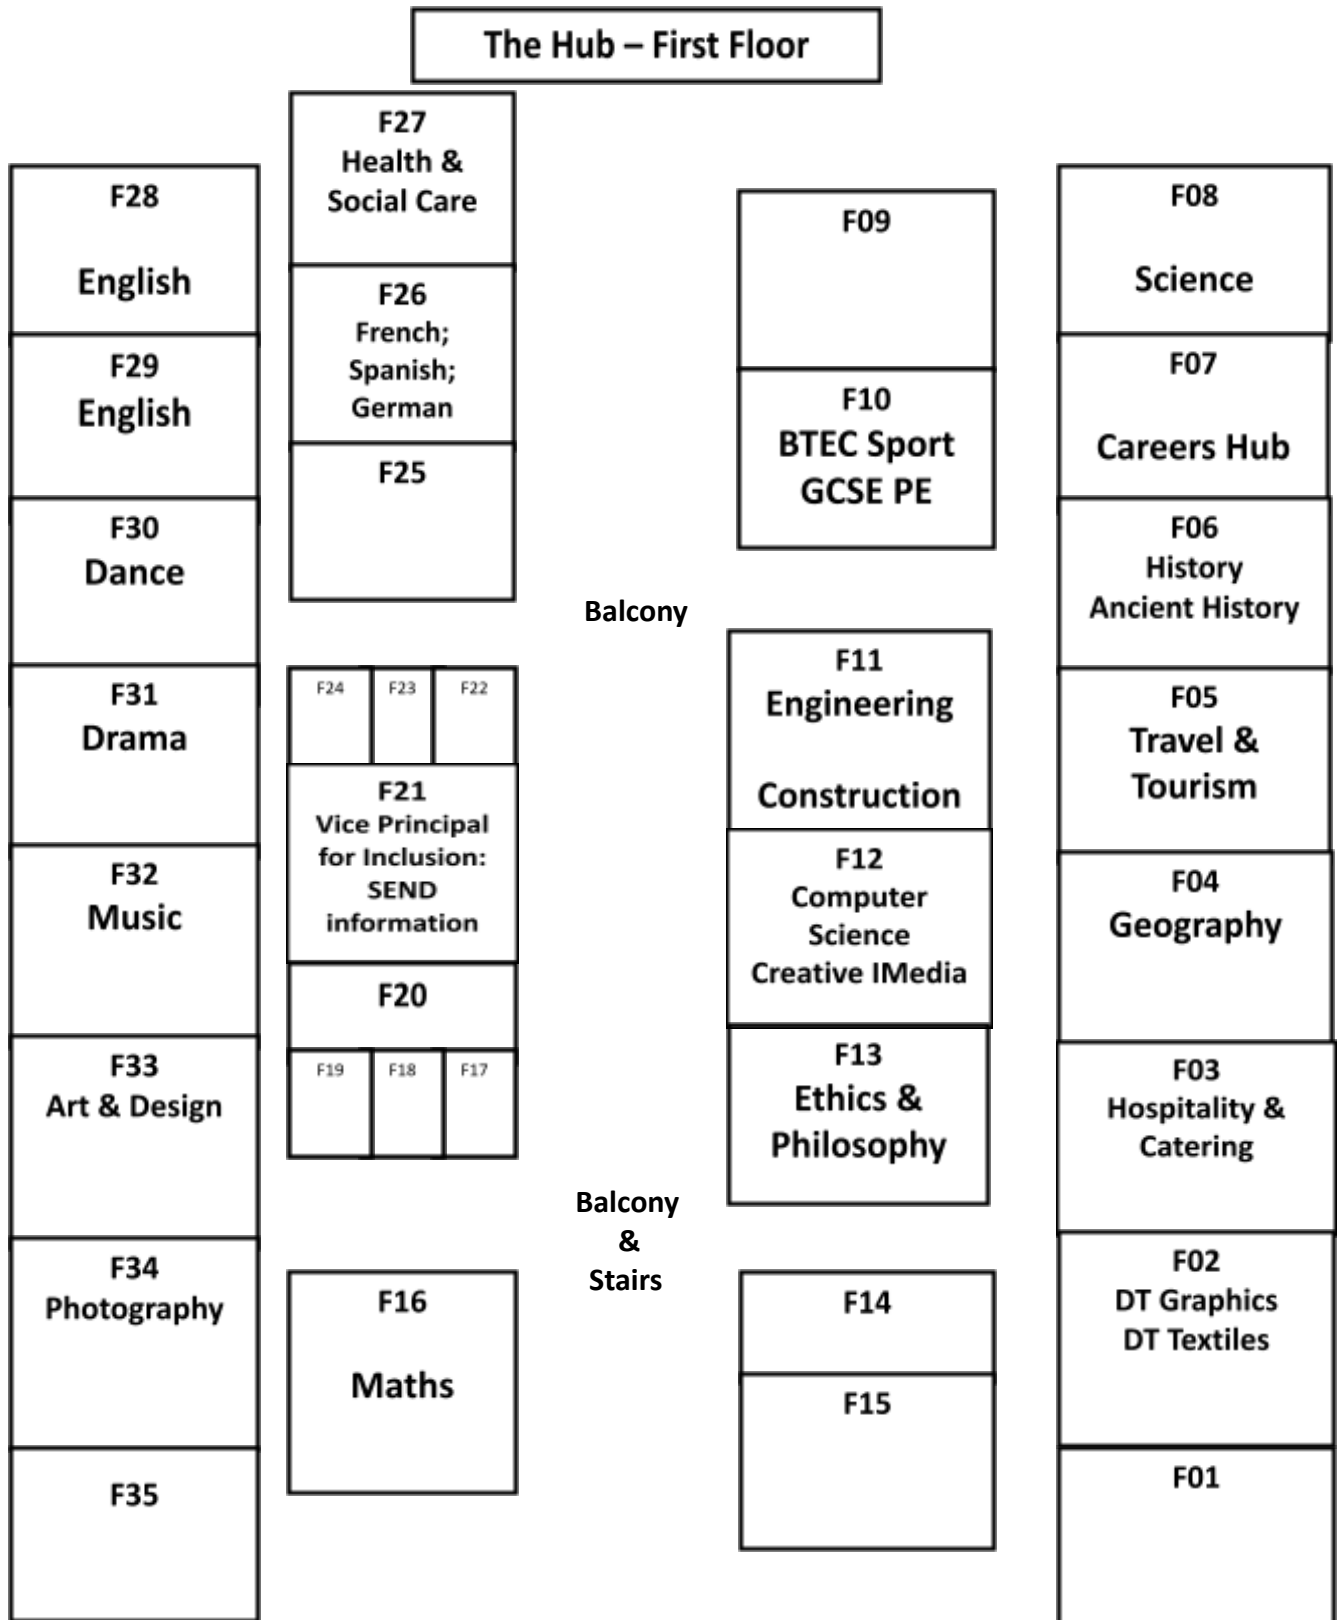 The Hub – First Floor
F28
English
F29
English
F30
Dance
F31
Drama
F32
Music
F33
Art & Design
F34
Photography
F35
F27
Health &
Social Care
F26
French;
Spanish;
German
F25
F24
F23
F22
F21
Vice Principal
for Inclusion:
SEND
information
F20
F19
F18
F17
F16
Maths
Balcony
Balcony
&
Stairs
F09
F10
BTEC Sport
GCSE PE
F11
Engineering
Construction
F12
Computer
Science
Creative IMedia
F13
Ethics &
Philosophy
F14
F15
F08
Science
F07
Careers Hub
F06
History
Ancient History
F05
Travel &
Tourism
F04
Geography
F03
Hospitality &
Catering
F02
DT Graphics
DT Textiles
F01